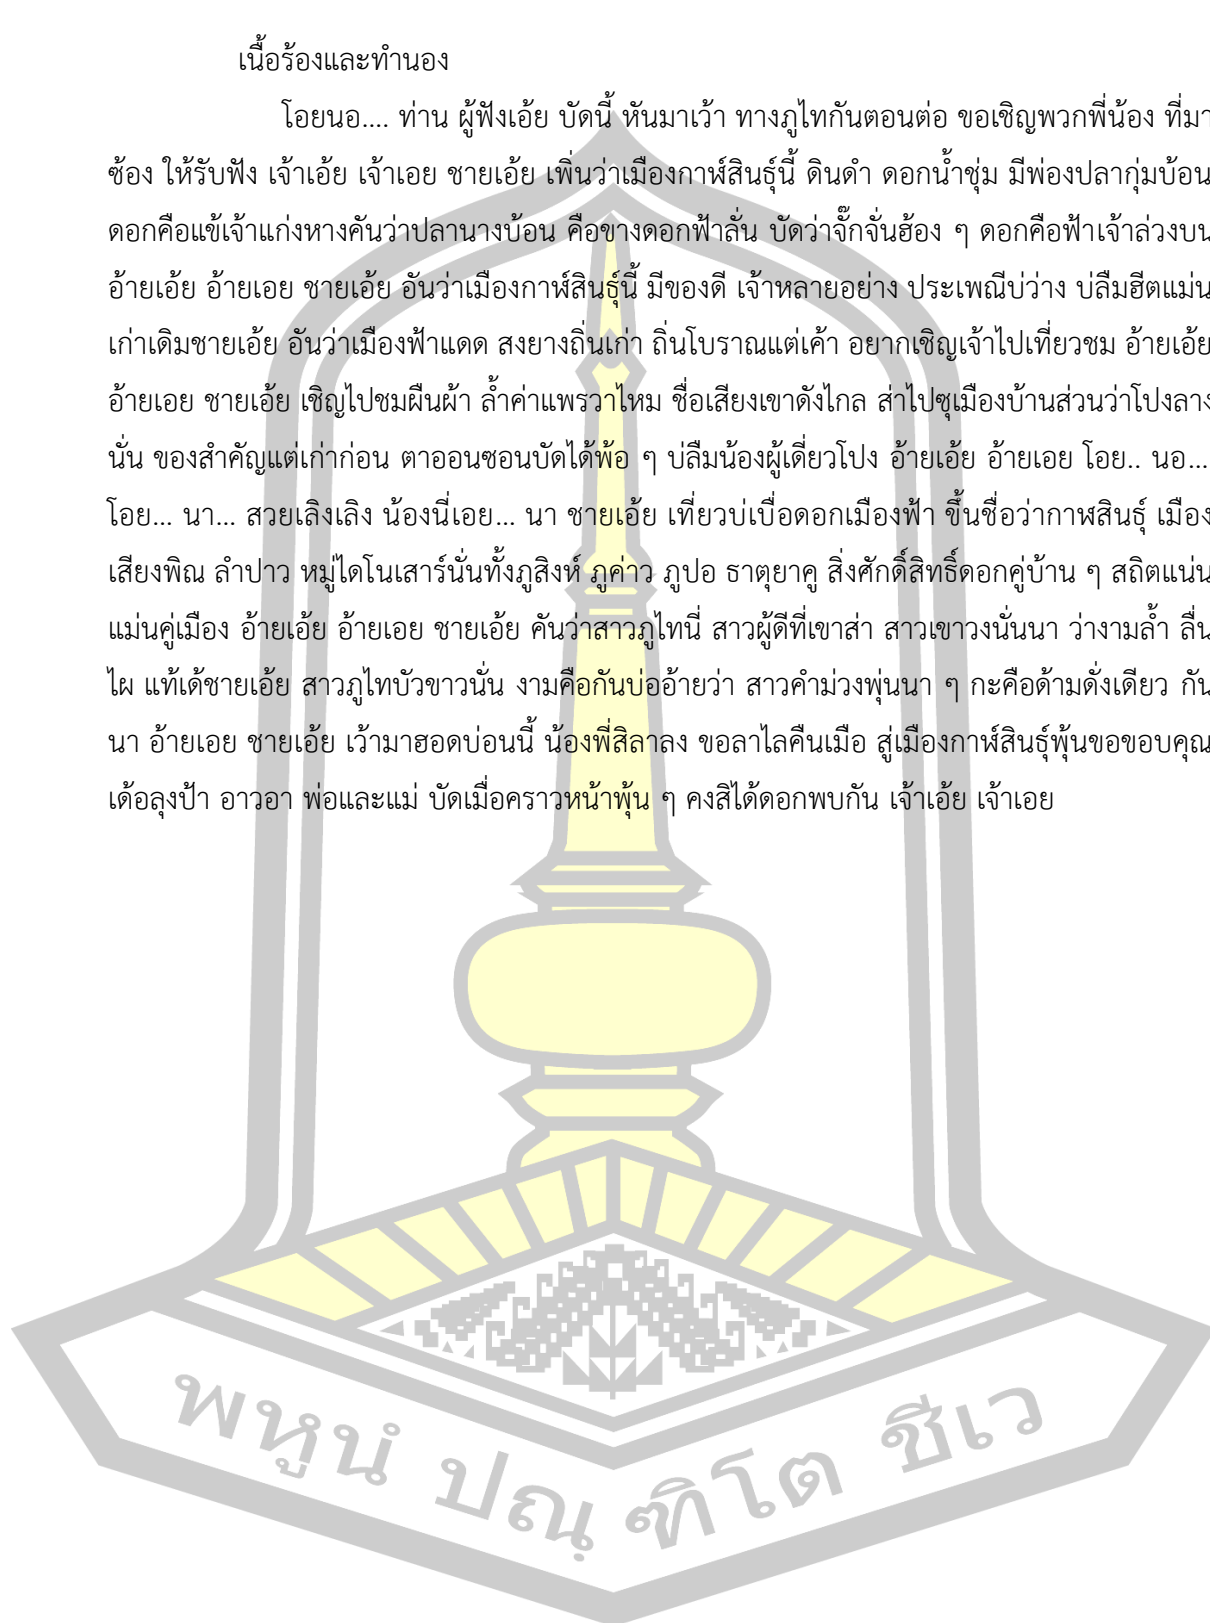 เนื้อร้องและทำนอง
โอยนอ.... ท่าน ผู้ฟังเอ้ย บัดนี้ หันมาเว้า ทางภูไทกันตอนต่อ ขอเชิญพวกพี่น้อง ที่มา
ซ้อง ให้รับฟัง เจ้าเอ้ย เจ้าเอย ชายเอ้ย เพิ่นว่าเมืองกาฬสินธุ์นี้ ดินดำ ดอกน้ำชุ่ม มีพ่องปลากุ่มบ้อน
ดอกคือแข้เจ้าแก่งหางคันว่าปลานางบ้อน คือขางดอกฟ้าลั่น บัดว่าจั๊กจั่นฮ้อง ๆ ดอกคือฟ้าเจ้าล่วงบน
อ้ายเอ้ย อ้ายเอย ชายเอ้ย อันว่าเมืองกาฬสินธุ์นี้ มีของดี เจ้าหลายอย่าง ประเพณีบ่ว่าง บ่ลืมฮีตแม่น
เก่าเดิมชายเอ้ย อันว่าเมืองฟ้าแดด สงยางถิ่นเก่า ถิ่นโบราณแต่เค้า อยากเชิญเจ้าไปเที่ยวชม อ้ายเอ้ย
อ้ายเอย ชายเอ้ย เชิญไปชมผืนผ้า ล้ำค่าแพรวาไหม ชื่อเสียงเขาดังไกล ส่าไปซุเมืองบ้านส่วนว่าโปงลาง
นั่น ของสำคัญแต่เก่าก่อน ตาออนซอนบัดได้พ้อ ๆ บ่ลืมน้องผู้เดี่ยวโปง อ้ายเอ้ย อ้ายเอย โอย.. นอ...
โอย... นา... สวยเลิงเลิง น้องนี่เอย... นา ชายเอ้ย เที่ยวบ่เบื่อดอกเมืองฟ้า ขึ้นชื่อว่ากาฬสินธุ์ เมือง
เสียงพิณ ลำปาว หมู่ไดโนเสาร์นั่นทั้งภูสิงห์ ภูค่าว ภูปอ ธาตุยาคู สิ่งศักดิ์สิทธิ์ดอกคู่บ้าน ๆ สถิตแน่น
แม่นคู่เมือง อ้ายเอ้ย อ้ายเอย ชายเอ้ย คันว่าสาวภูไทนี่ สาวผู้ดีที่เขาส่า สาวเขาวงนั่นนา ว่างามล้ำ ลื่น
ไผ แท้เด้ชายเอ้ย สาวภูไทบัวขาวนั่น งามคือกันบ่ออ้ายว่า สาวคำม่วงพุ่นนา ๆ กะคือด้ามดั่งเดียว กัน
นา อ้ายเอย ชายเอ้ย เว้ามาฮอดบ่อนนี้ น้องพี่สิลาลง ขอลาไลคืนเมือ สู่เมืองกาฬสินธุ์พุ้นขอขอบคุณ
เด้อลุงป้า อาวอา พ่อและแม่ บัดเมื่อคราวหน้าพุ้น ๆ คงสิได้ดอกพบกัน เจ้าเอ้ย เจ้าเอย
พหูนํ ปณฺฑิโต ชีเว